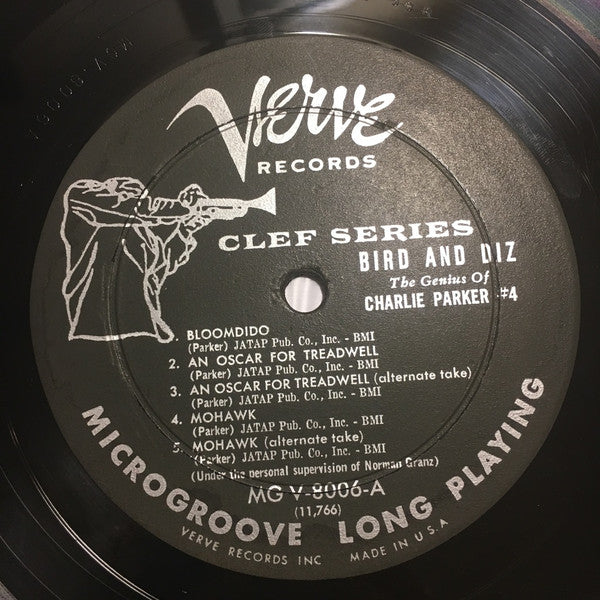 Verve
RECORDS
CLEF SERIES
BIRD AND DIZ
The Genius Of
CHARLIE PARKER #4
1. BLOOMDIDO
(Parker) JATAP Pub. Co., Inc. - BMI
2. AN OSCAR FOR TREADWELL
(Parker) JATAP Pub. Co., Inc. - BMI
3. AN OSCAR FOR TREADWELL (alternate take)
(Parker) JATAP Pub. Co., Inc. - BMI
4. MOHAWK
(Parker) JATAP Pub. Co., Inc. - BMI
5. MOHAWK (alternate take)
(Parker) JATAP Pub. Co., Inc. - BMI
(Under the personal supervision of Norman Granz)
MG V-8006-A
(11,766)
MICROGROOVE LONG PLAYING
VERVE RECORDS INC MADE IN U.S.A